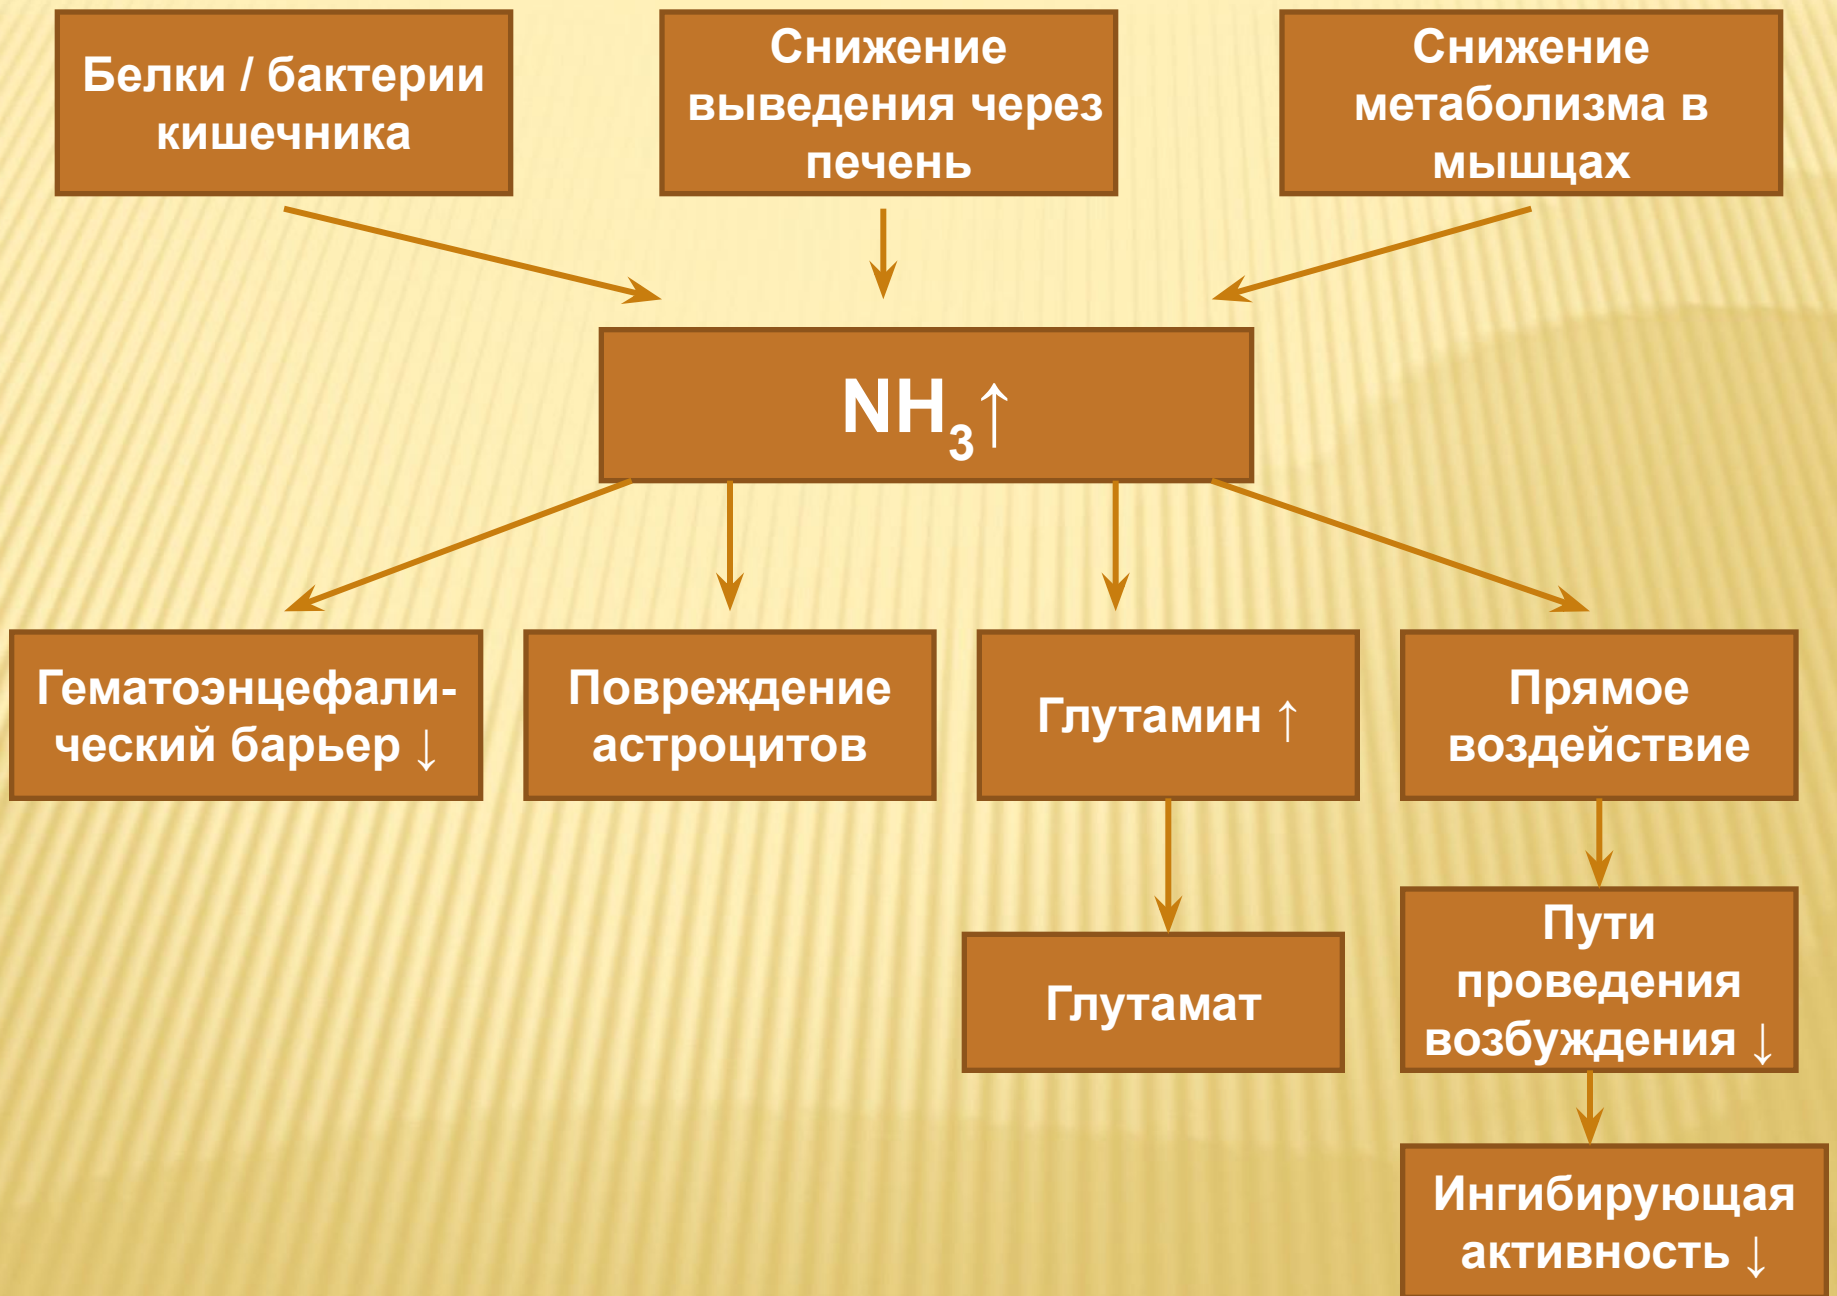 Белки / бактерии
кишечника
Снижение
выведения через
печень
Снижение
метаболизма в
мышцах
NH₃↑
Гематоэнцефали-
ческий барьер ↓
Повреждение
астроцитов
Глутамин ↑
Прямое
воздействие
Глутамат
Пути
проведения
возбуждения ↓
Ингибирующая
активность ↓